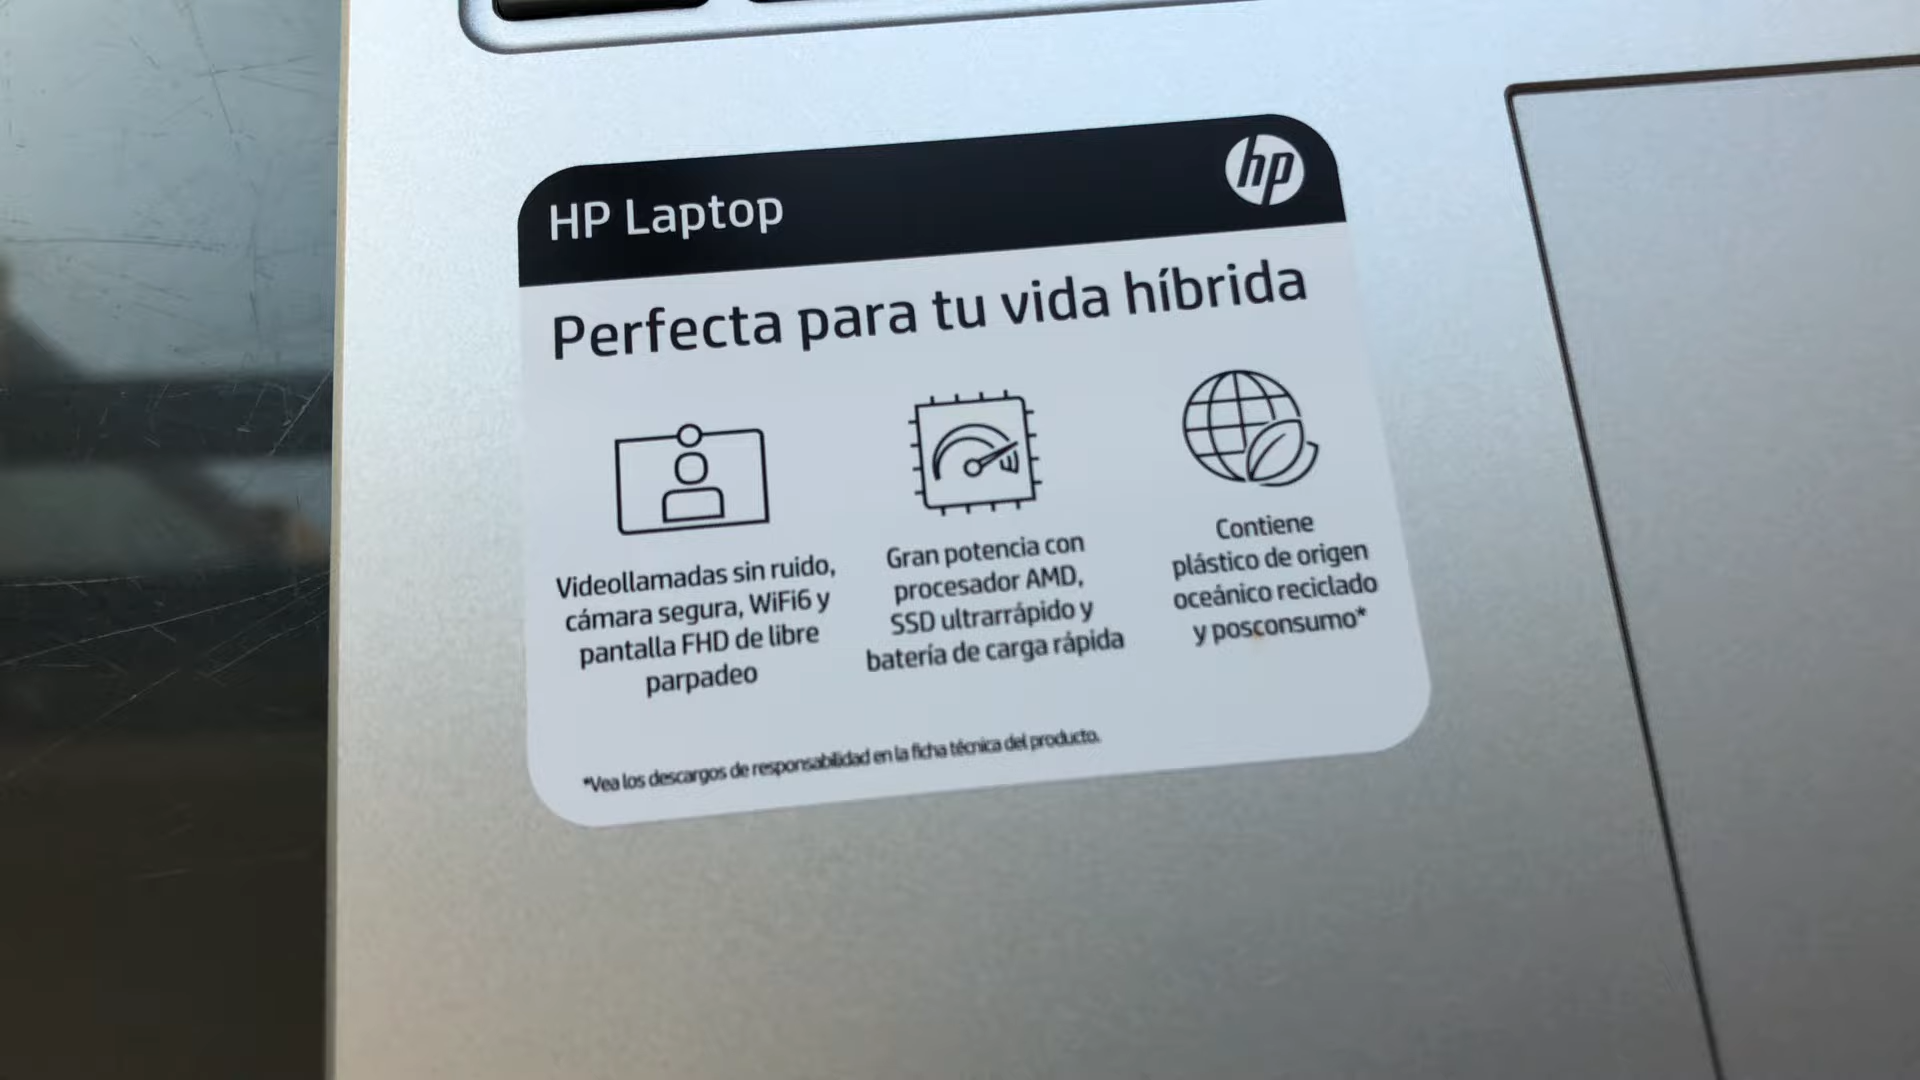 HP Laptop
hp
Perfecta para tu vida híbrida
Videollamadas sin ruido,
cámara segura, WiFi6 y
pantalla FHD de libre
parpadeo
Gran potencia con
procesador AMD,
SSD ultrarrápido y
batería de carga rápida
Contiene
plástico de origen
oceánico reciclado
y posconsumo*
*Vea los descargos de responsabilidad en la ficha técnica del producto.